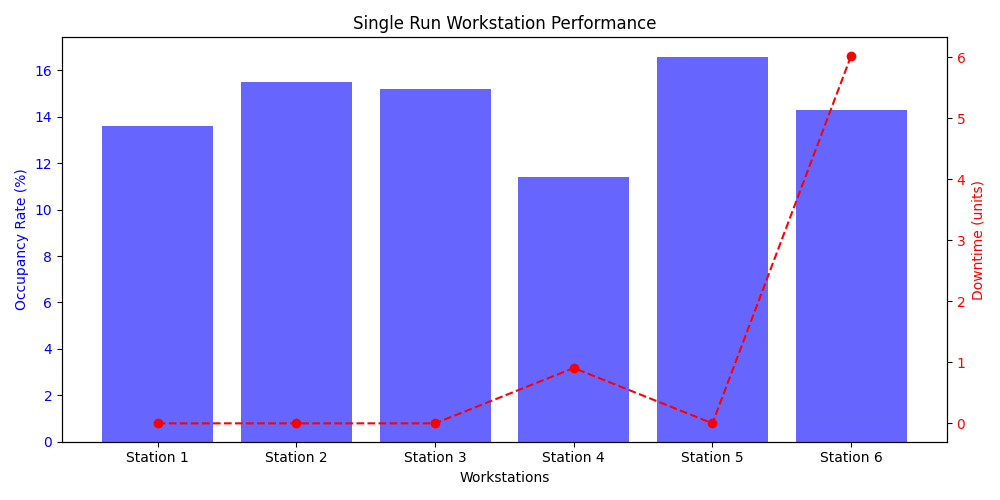 Single Run Workstation Performance
Occupancy Rate (%)
16
14
12
10
8
6
4
2
0
Station 1
Station 2
Station 3
Station 4
Station 5
Station 6
Workstations
6
5
4
3
2
1
0
Downtime (units)